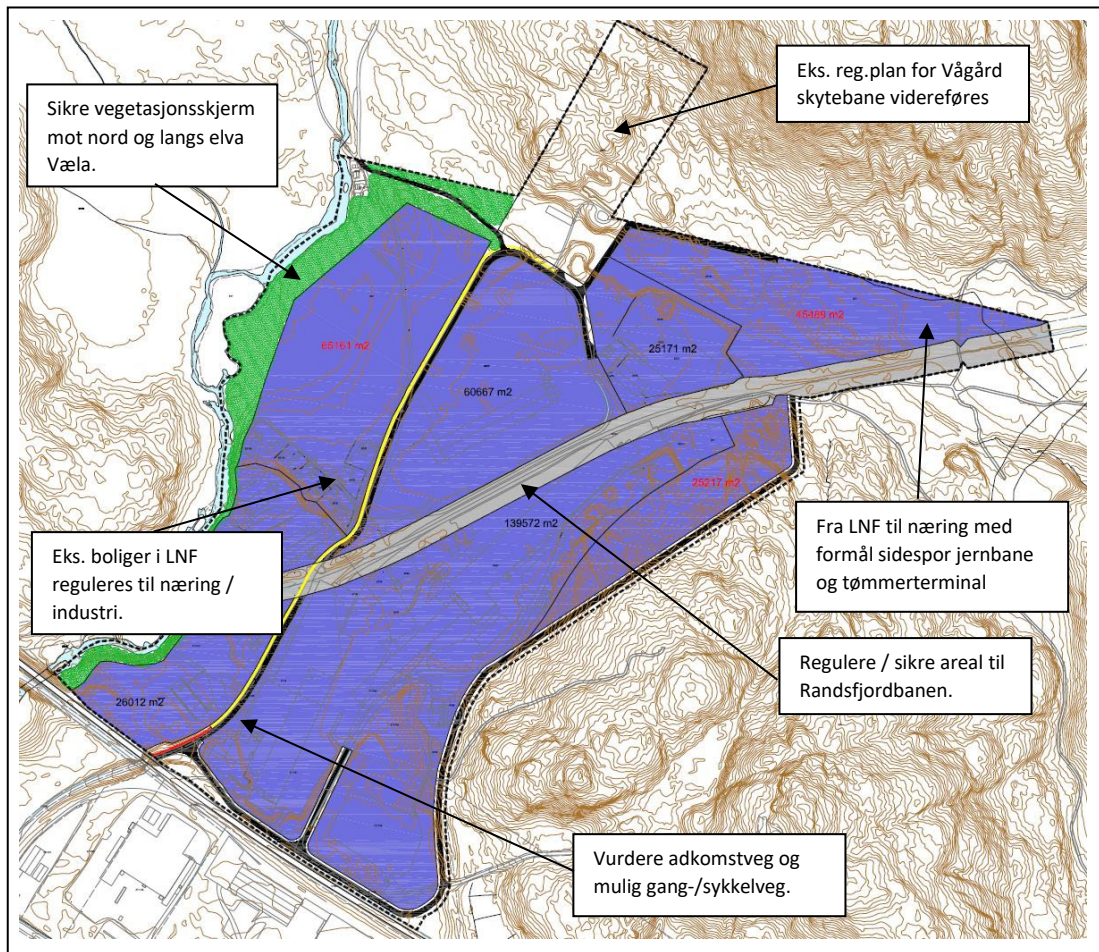 Eks. reg.plan for Vågård
skytebane videreføres
Sikre vegetasjonsskjerm
mot nord og langs elva
Væla.
65161 m2
60667 m2
25171 m2
45489 m2
25217 m2
139572 m2
26012 m2
Eks. boliger i LNF
reguleres til næring /
industri.
Fra LNF til næring med
formål sidespor jernbane
og tømmerterminal
Regulere / sikre areal til
Randsfjordbanen.
Vurdere adkomstveg og
mulig gang-/sykkelveg.